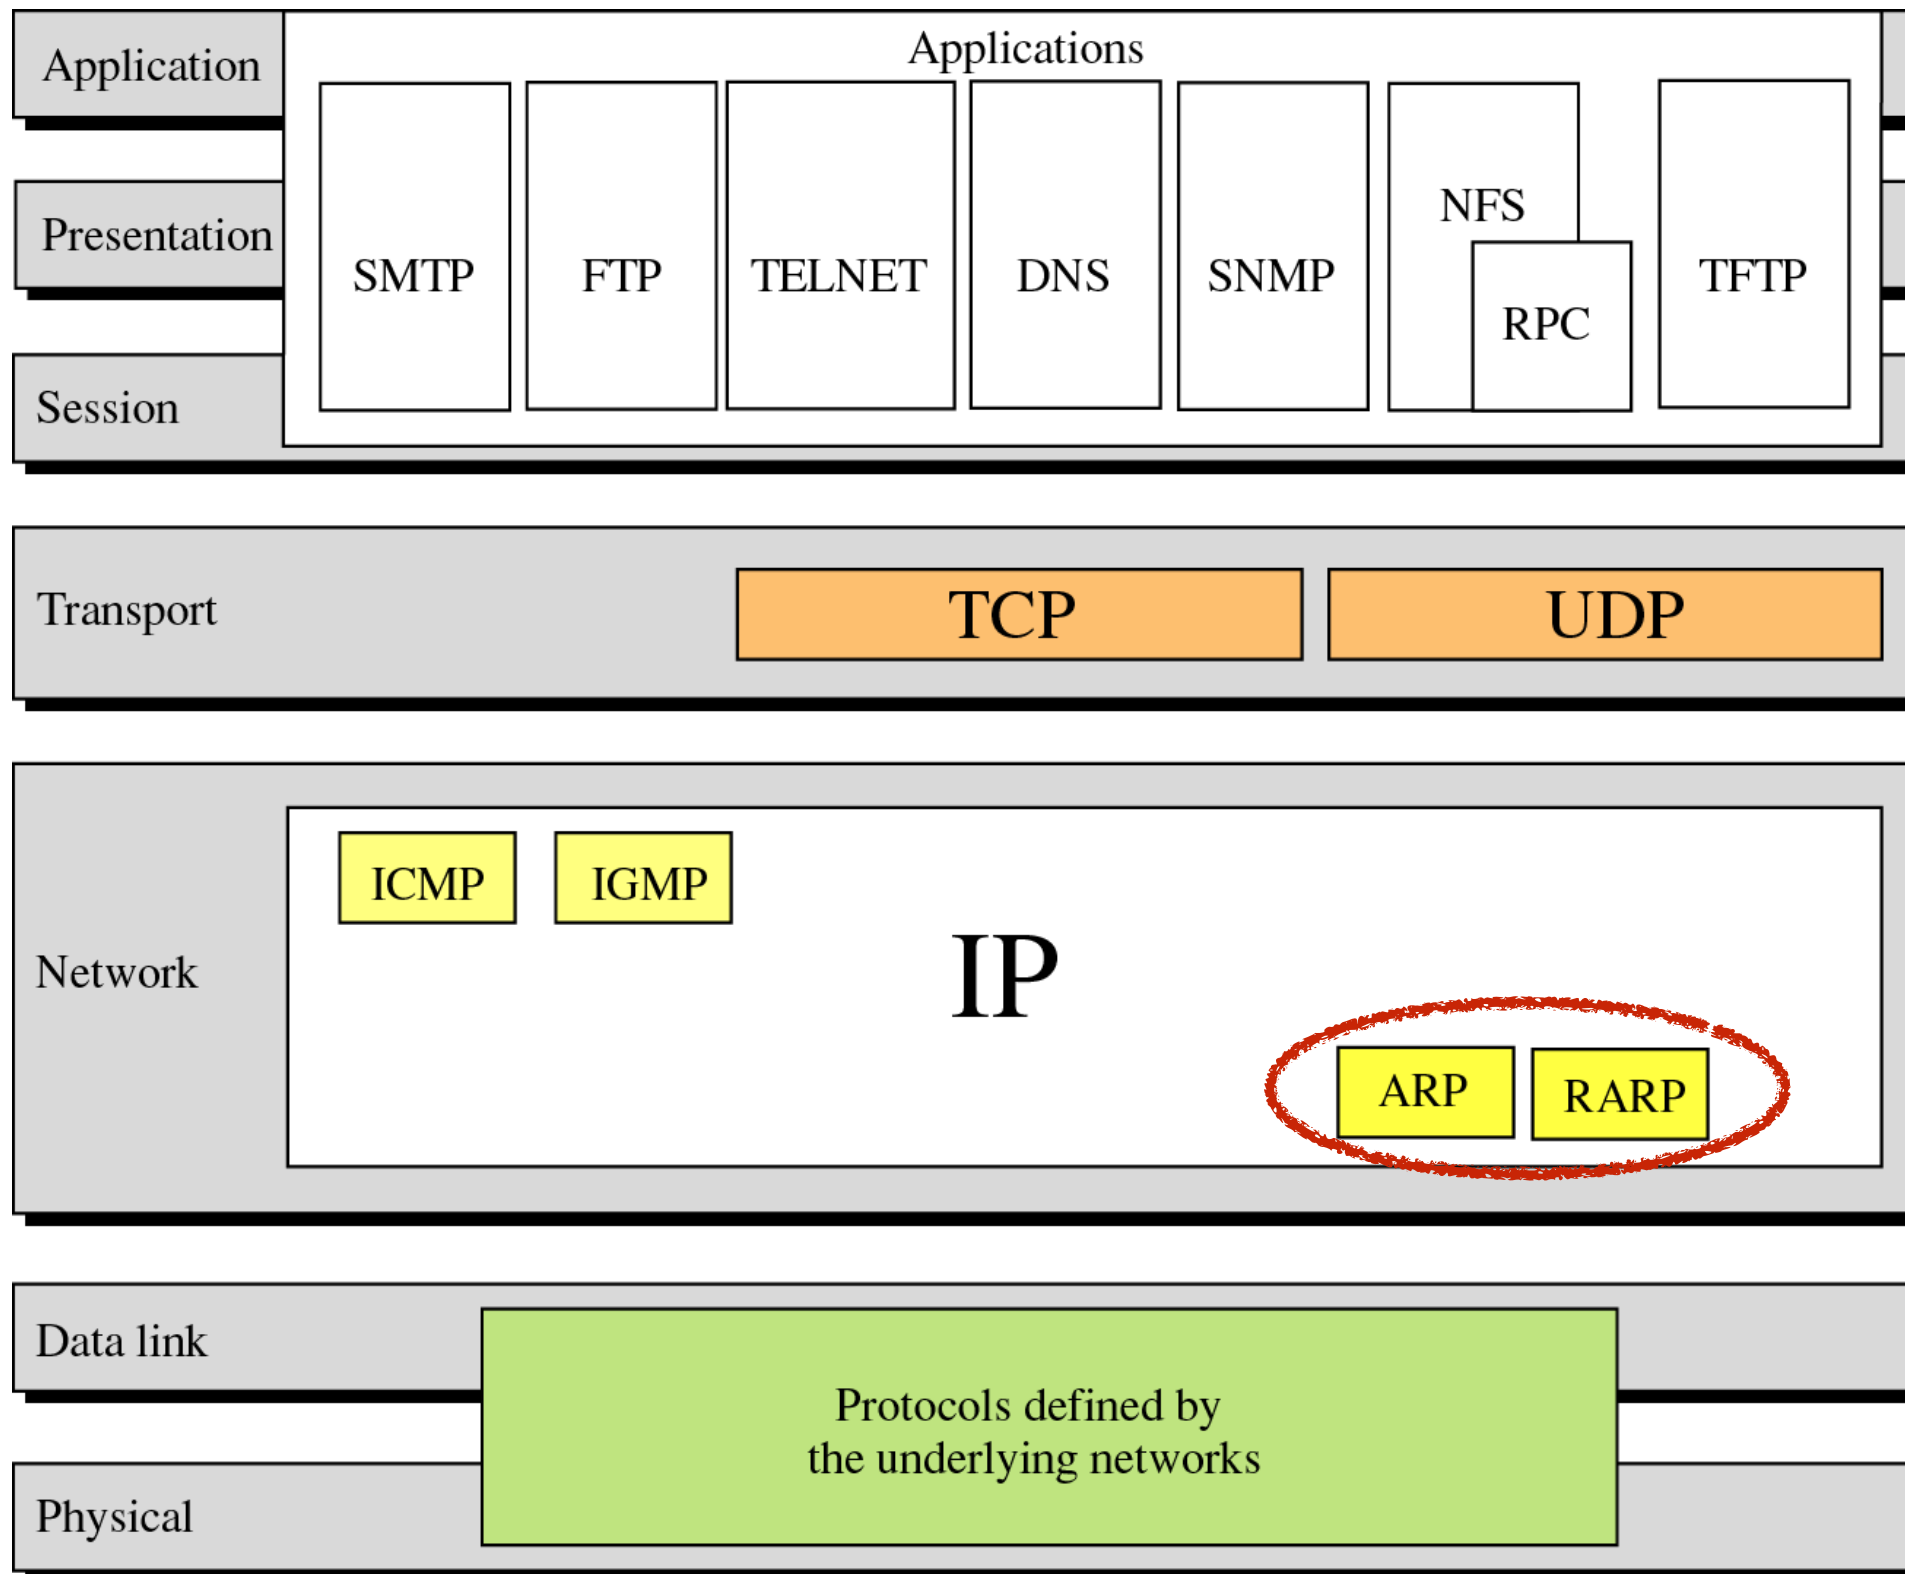 Application
Applications
Presentation
SMTP
FTP
TELNET
DNS
SNMP
NFS
RPC
TFTP
Session
Transport
TCP
UDP
Network
ICMP
IGMP
IP
ARP
RARP
Data link
Protocols defined by
the underlying networks
Physical